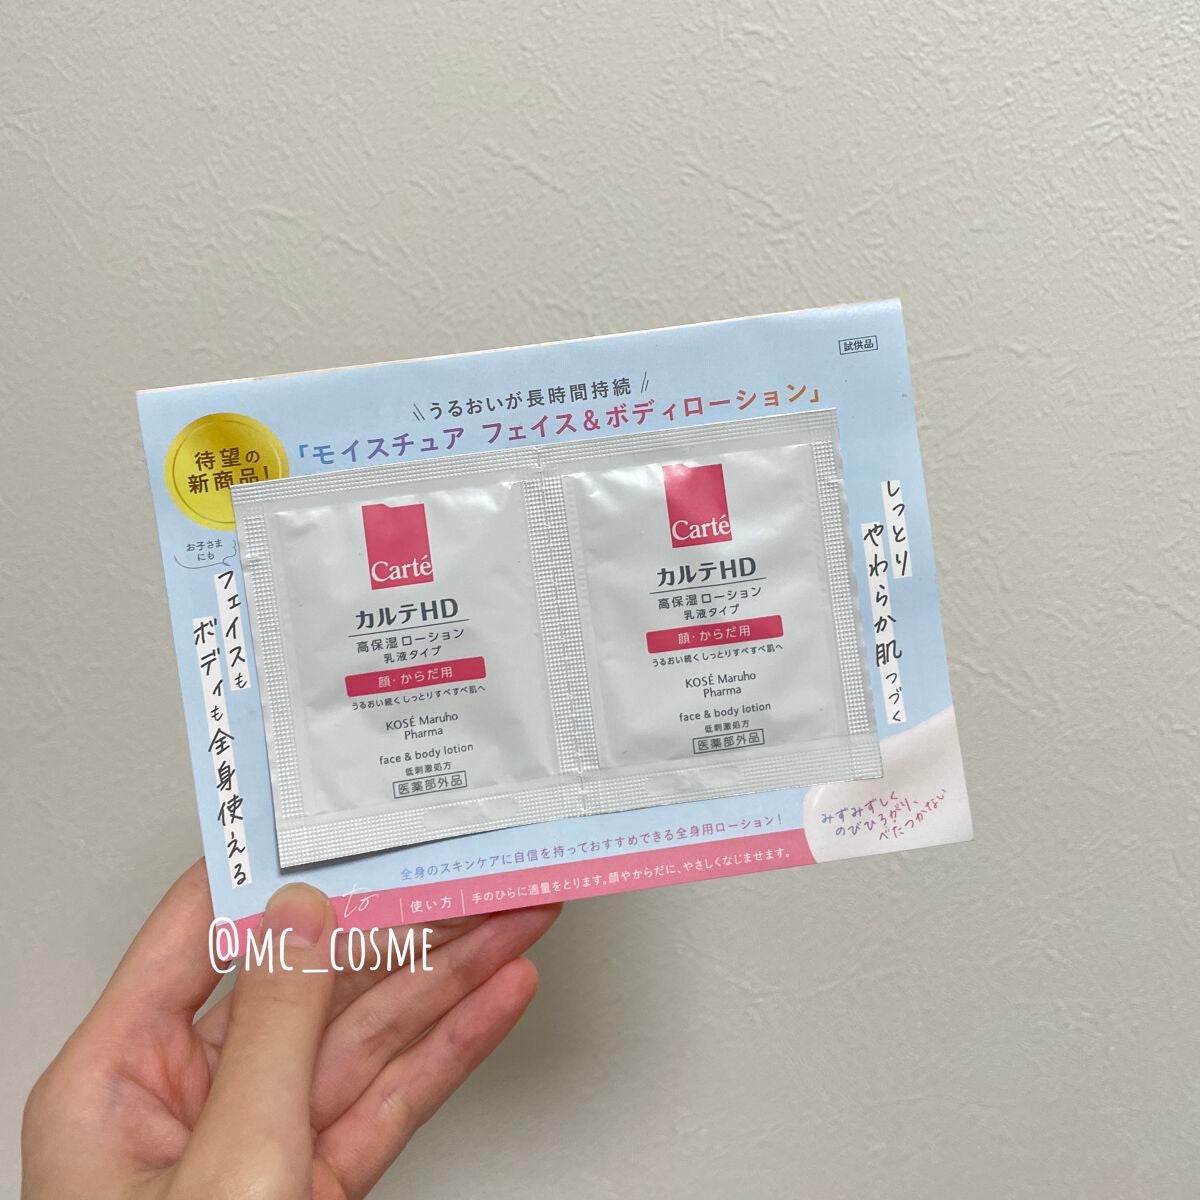 試供品
うるおいが長時間持続
「モイスチュア フェイス&ボディローション」
待望の
新商品!
お子さま
にも
フェイスも
ボディも全身使える
しっとり
やわらか肌つづく
Carté
カルテHD
高保湿ローション
乳液タイプ
顔・からだ用
うるおい続くしっとりすべすべ肌へ
KOSÉ Maruho
Pharma
face & body lotion
低刺激処方
医薬部外品
Carté
カルテHD
高保湿ローション
乳液タイプ
顔・からだ用
うるおい続くしっとりすべすべ肌へ
KOSÉ Maruho
Pharma
face & body lotion
低刺激処方
医薬部外品
みずみずしく
のびひろがり、
べたつかない
全身のスキンケアに自信を持っておすすめできる全身用ローション!
to
使い方
手のひらに適量をとります。顔やからだに、やさしくなじませます。
@mc_cosme